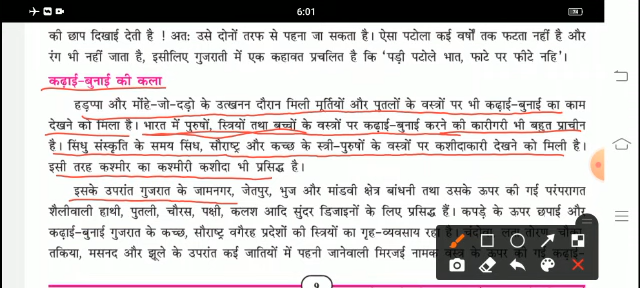 6:01
की छाप दिखाई देती है ! अत: उसे दोनों तरफ से पहना जा सकता है। ऐसा पटोला कई वर्षों तक फटता नहीं है और
रंग भी नहीं जाता है, इसीलिए गुजराती में एक कहावत प्रचलित है कि 'पड़ी पटोले भात, फाटे पर फीटे नहि'।
कढ़ाई-बुनाई की कला
हड़प्पा और मोंहे-जो-दड़ो के उत्खनन दौरान मिली मूर्तियों और पुतलों के वस्त्रों पर भी कढ़ाई-बुनाई का काम
देखने को मिला है। भारत में पुरुषों, स्त्रियों तथा बच्चों के वस्त्रों पर कढ़ाई-बुनाई करने की कारीगरी भी बहुत प्राचीन
है। सिंधु संस्कृति के समय सिंध, सौराष्ट्र और कच्छ के स्त्री-पुरुषों के वस्त्रों पर कशीदाकारी देखने को मिली है।
इसी तरह कश्मीर का कश्मीरी कशीदा भी प्रसिद्ध है।
इसके उपरांत गुजरात के जामनगर, जेतपुर, भुज और मांडवी क्षेत्र बांधनी तथा उसके ऊपर की गई परंपरागत
शैलीवाली हाथी, पुतली, चौरस, पक्षी, कलश आदि सुंदर डिजाइनों के लिए प्रसिद्ध हैं। कपड़े के ऊपर छपाई और
कढ़ाई-बुनाई गुजरात के कच्छ, सौराष्ट्र वगैरह प्रदेशों की स्त्रियों का गृह-व्यवसाय रहा है।
तकिया, मसनद और झूले के उपरांत कई जातियों में पहनी जानेवाली मिरजई नामक
9